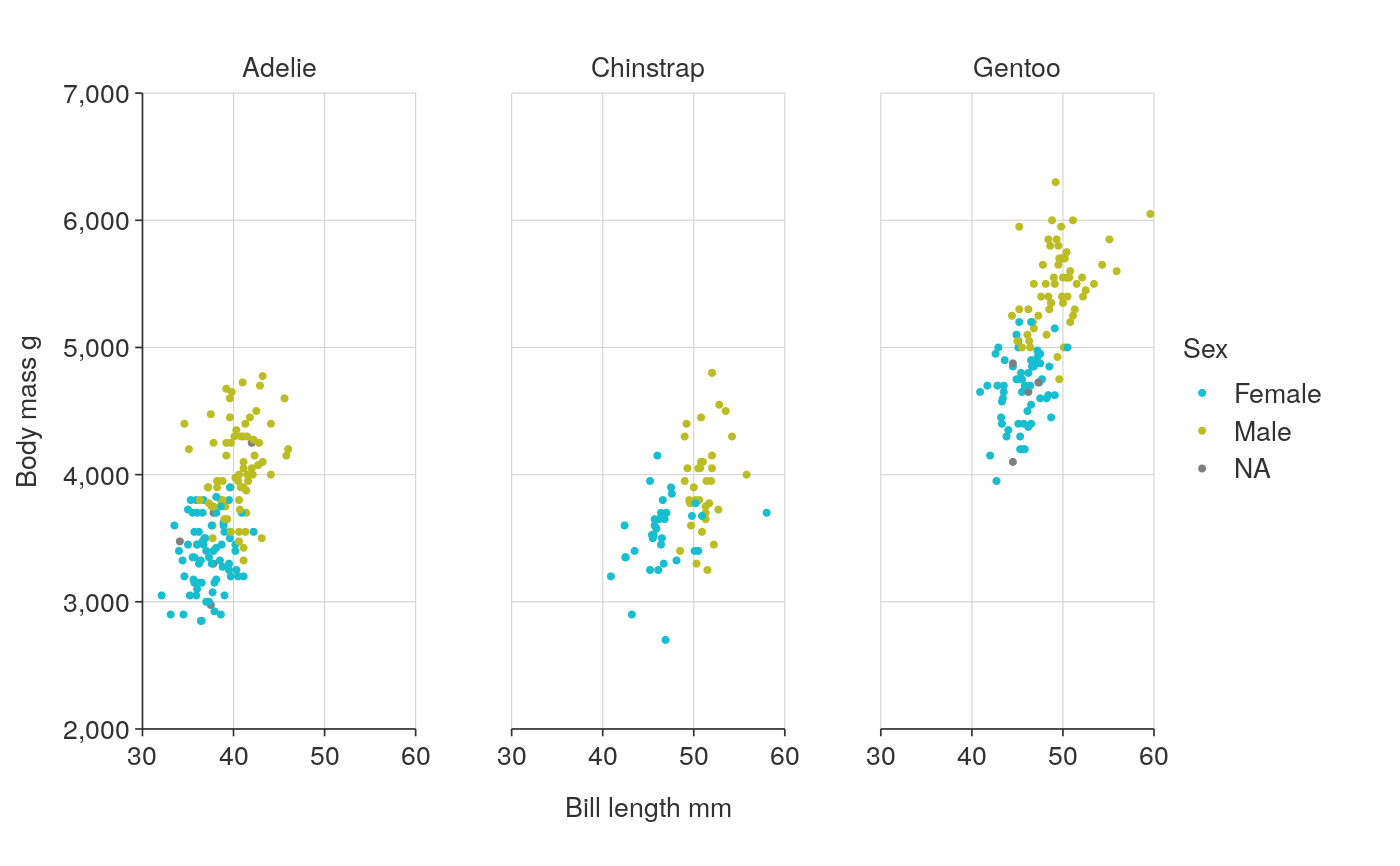 Adelie
Chinstrap
Gentoo
7,000
6,000
5,000
4,000
3,000
2,000
Body mass g
30 40 50 60
30 40 50 60
30 40 50 60
Bill length mm
Sex
Female
Male
NA